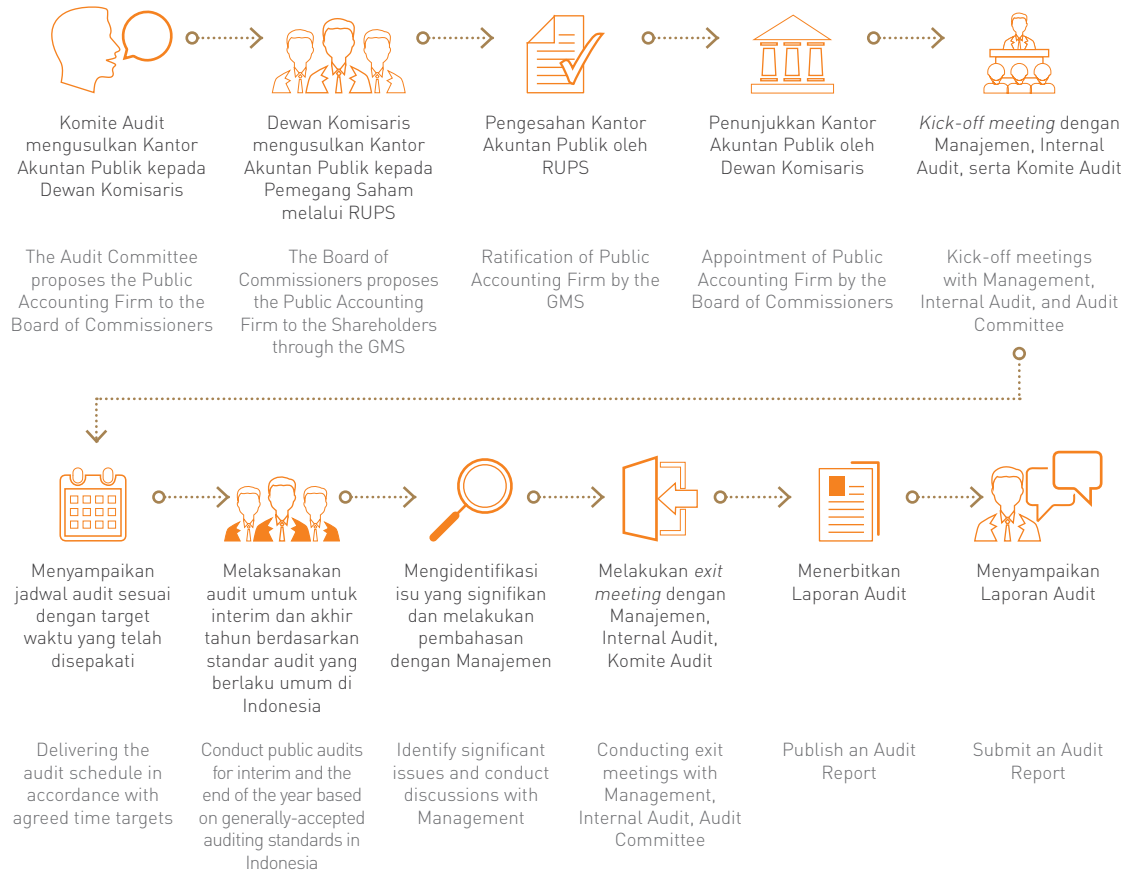 Komite Audit
mengusulkan Kantor
Akuntan Publik kepada
Dewan Komisaris
The Audit Committee
proposes the Public
Accounting Firm to the
Board of Commissioners
Dewan Komisaris
mengusulkan Kantor
Akuntan Publik kepada
Pemegang Saham
melalui RUPS
The Board of
Commissioners proposes
the Public Accounting
Firm to the Shareholders
through the GMS
Pengesahan Kantor
Akuntan Publik oleh
RUPS
Ratification of Public
Accounting Firm by the
GMS
Penunjukkan Kantor
Akuntan Publik oleh
Dewan Komisaris
Appointment of Public
Accounting Firm by the
Board of Commissioners
Kick-off meeting dengan
Manajemen, Internal
Audit, serta Komite Audit
Kick-off meetings
with Management,
Internal Audit, and Audit
Committee
Menyampaikan
jadwal audit sesuai
dengan target
waktu yang telah
disepakati
Delivering the
audit schedule in
accordance with
agreed time targets
Melaksanakan
audit umum untuk
interim dan akhir
tahun berdasarkan
standar audit yang
berlaku umum di
Indonesia
Conduct public audits
for interim and the
end of the year based
on generally-accepted
auditing standards in
Indonesia
Mengidentifikasi
isu yang signifikan
dan melakukan
pembahasan
dengan Manajemen
Identify significant
issues and conduct
discussions with
Management
Melakukan exit
meeting dengan
Manajemen,
Internal Audit,
Komite Audit
Conducting exit
meetings with
Management,
Internal Audit, Audit
Committee
Menerbitkan
Laporan Audit
Publish an Audit
Report
Menyampaikan
Laporan Audit
Submit an Audit
Report